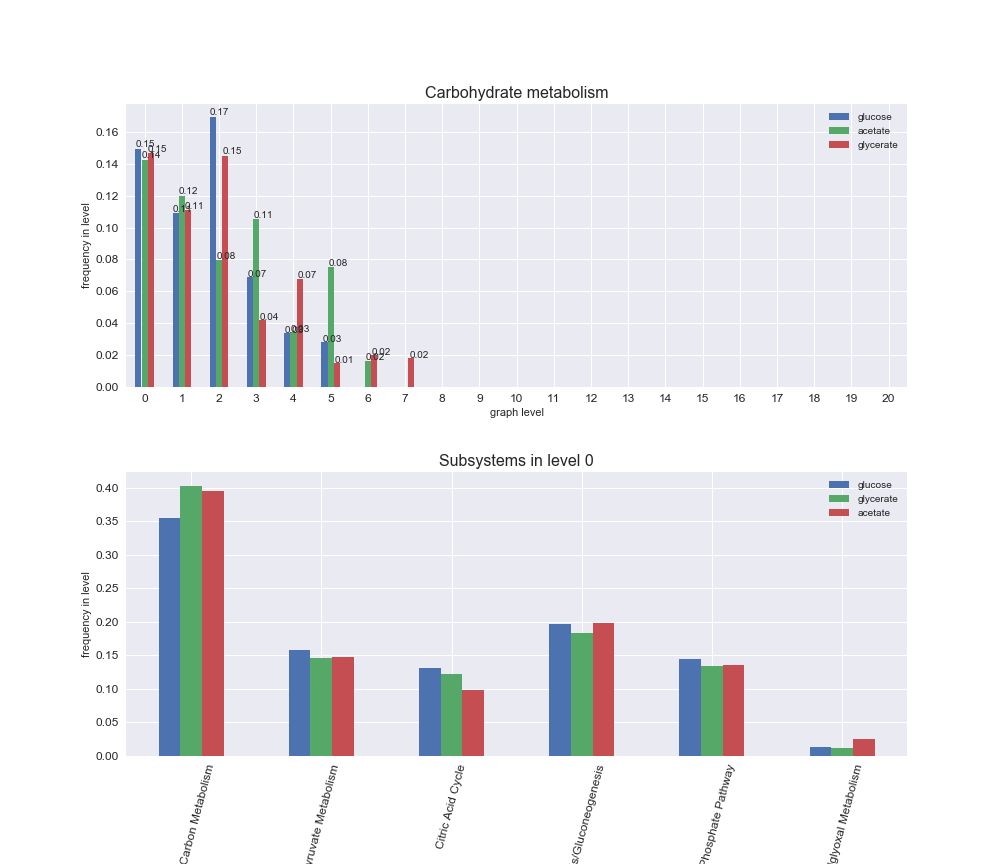 Carbohydrate metabolism
glucose
acetate
glycerate
frequency in level
0.16
0.14
0.12
0.10
0.08
0.06
0.04
0.02
0.00
0.15 0.14 0.15
0.11 0.12 0.11
0.17 0.08 0.15
0.07 0.11 0.04
0.03 0.03 0.07
0.03 0.08 0.01
0.02 0.02
0.02
0 1 2 3 4 5 6 7 8 9 10 11 12 13 14 15 16 17 18 19 20
graph level
Subsystems in level 0
glucose
glycerate
acetate
frequency in level
0.40
0.35
0.30
0.25
0.20
0.15
0.10
0.05
0.00
Carbon Metabolism
yruvate Metabolism
Citric Acid Cycle
s/Gluconeogenesis
Phosphate Pathway
lglyoxal Metabolism